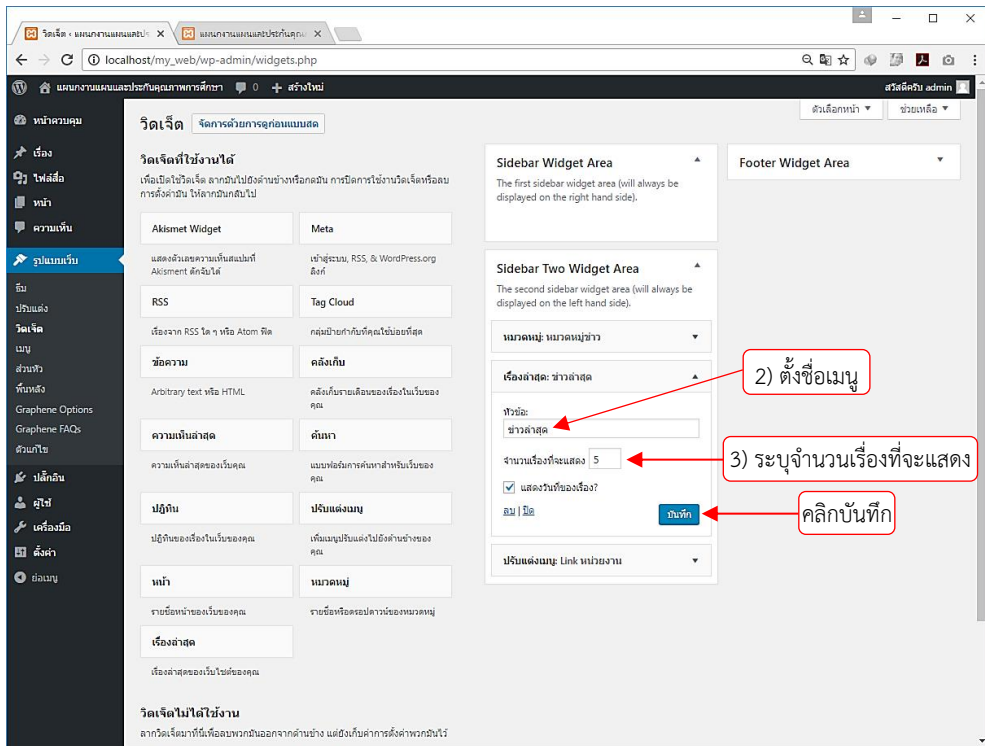 วิดเจ็ต ‹ แผนกงานแผนและประ
แผนกงานแผนและประกันคุณ
localhost/my_web/wp-admin/widgets.php
แผนกงานแผนและประกันคุณภาพการศึกษา 0 + สร้างใหม่
สวัสดีครับ admin
ตัวเลือกหน้า ▼
ช่วยเหลือ ▼
หน้าควบคุม
เรื่อง
ไฟล์สื่อ
หน้า
ความเห็น
รูปแบบเว็บ
ธีม
ปรับแต่ง
วิดเจ็ต
เมนู
ส่วนหัว
พื้นหลัง
Graphene Options
Graphene FAQs
ตัวแก้ไข
ปลั๊กอิน
ผู้ใช้
เครื่องมือ
ตั้งค่า
ย่อเมนู
วิดเจ็ต
จัดการด้วยการดูก่อนแบบสด
วิดเจ็ตที่ใช้งานได้
เพื่อเปิดใช้วิดเจ็ต ลากมันไปยังด้านข้างหรือกดมัน การปิดการใช้งานวิดเจ็ตหรือลบ
การตั้งค่ามัน ให้ลากมันกลับไป
Akismet Widget
Meta
แสดงตัวเลขความเห็นสแปมที่
Akisment ดักจับได้
เข้าสู่ระบบ, RSS, & WordPress.org
ลิงก์
RSS
Tag Cloud
เรื่องจาก RSS ใด ๆ หรือ Atom ฟีด
กลุ่มป้ายกำกับที่คุณใช้บ่อยที่สุด
ข้อความ
คลังเก็บ
Arbitrary text หรือ HTML
คลังเก็บรายเดือนของเรื่องในเว็บของ
คุณ
ความเห็นล่าสุด
ค้นหา
ความเห็นล่าสุดของเว็บคุณ
แบบฟอร์มการค้นหาสำหรับเว็บของ
คุณ
ปฏิทิน
ปรับแต่งเมนู
ปฏิทินของเรื่องในเว็บของคุณ
เพิ่มเมนูปรับแต่งไปยังด้านข้างของ
คุณ
หน้า
หมวดหมู่
รายชื่อหน้าของเว็บของคุณ
รายชื่อหรือดรอปดาวน์ของหมวดหมู่
เรื่องล่าสุด
เรื่องล่าสุดของเว็บไซต์ของคุณ
วิดเจ็ตไม่ได้ใช้งาน
ลากวิดเจ็ตมาที่นี่เพื่อลบพวกมันออกจากด้านข้าง แต่ยังเก็บค่าการตั้งค่าพวกมันไว้
Sidebar Widget Area
The first sidebar widget area (will always be
displayed on the right hand side).
Sidebar Two Widget Area
The second sidebar widget area (will always be
displayed on the left hand side).
หมวดหมู่: หมวดหมู่ข่าว
เรื่องล่าสุด: ข่าวล่าสุด
หัวข้อ:
ข่าวล่าสุด
จำนวนเรื่องที่จะแสดง 5
แสดงวันที่ของเรื่อง?
ลบ | ปิด
บันทึก
ปรับแต่งเมนู: Link หน่วยงาน
Footer Widget Area
2) ตั้งชื่อเมนู
3) ระบุจำนวนเรื่องที่จะแสดง
คลิกบันทึก